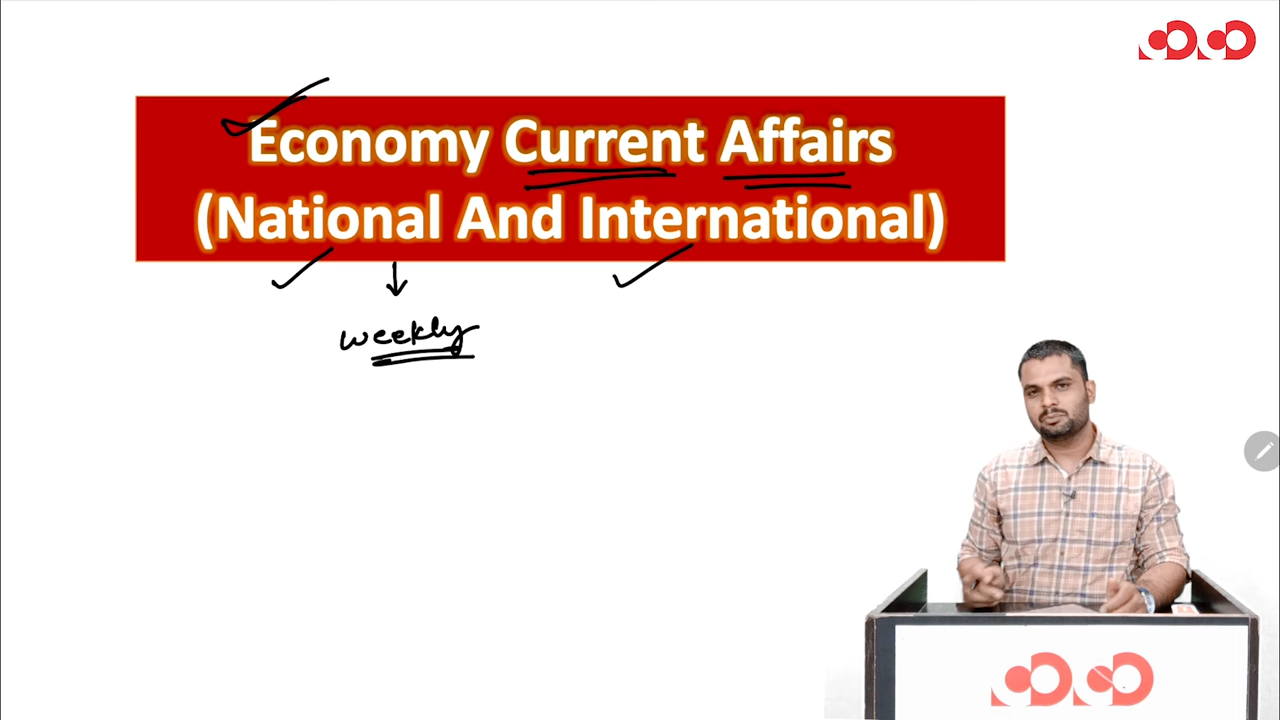 Economy Current Affairs
(National And International)
weekly